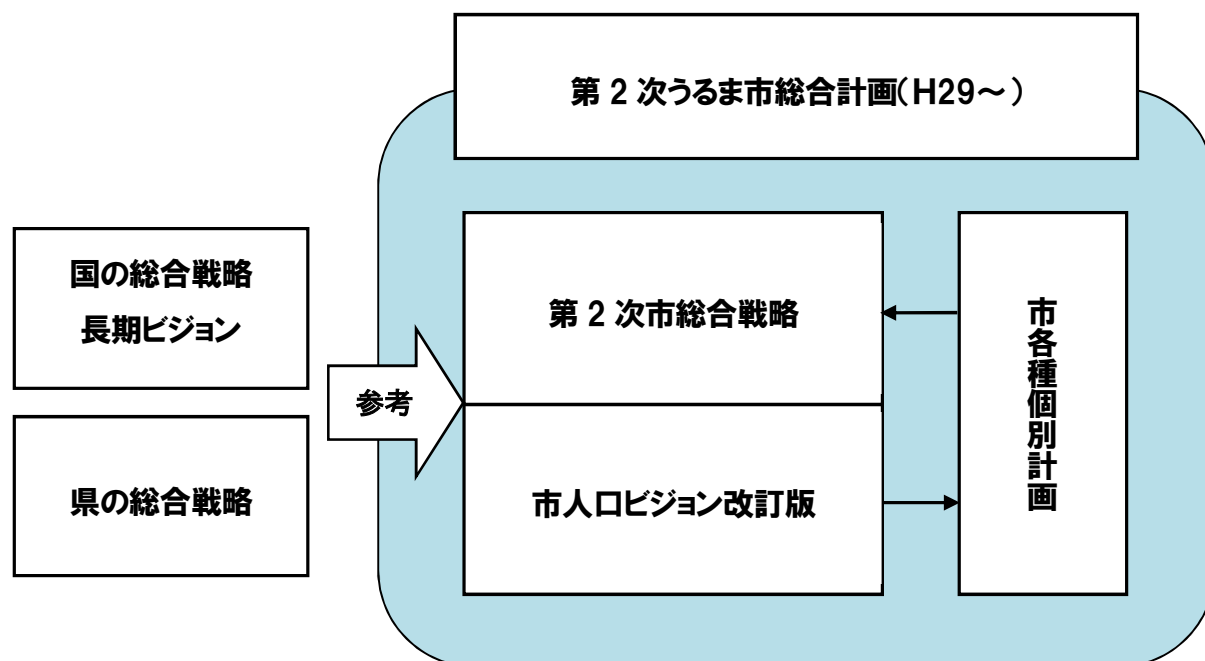 第2次うるま市総合計画(H29～)
国の総合戦略
長期ビジョン
県の総合戦略
参考
第2次市総合戦略
市人口ビジョン改訂版
市各種個別計画